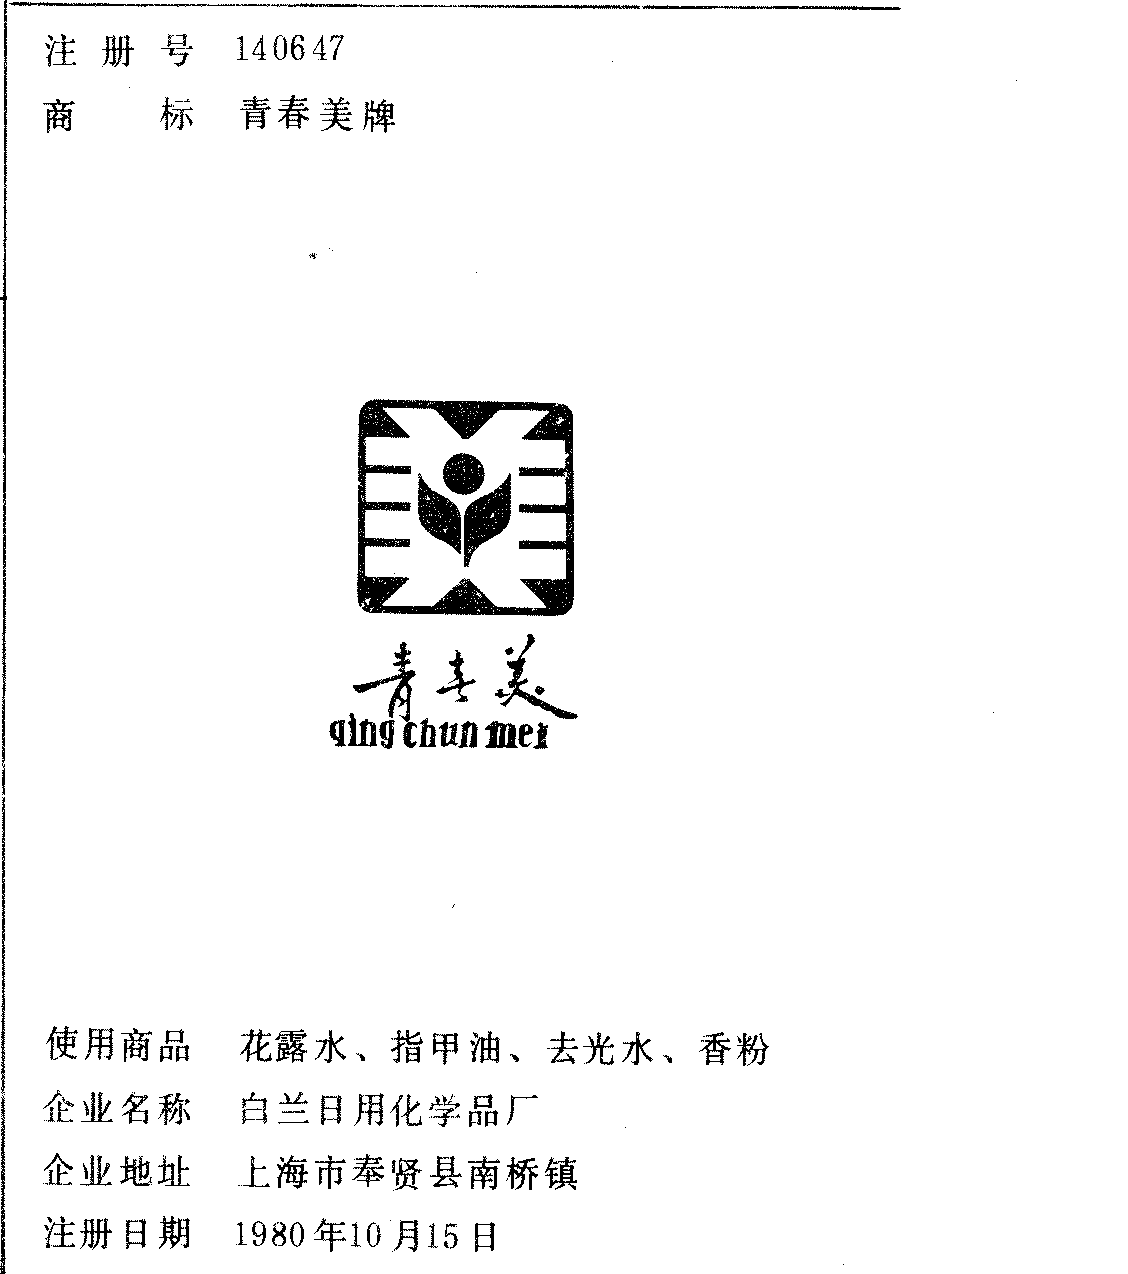 注册号 140647
商标 青春美牌
青春美
qing chun mei
使用商品 花露水、指甲油、去光水、香粉
企业名称 白兰日用化学品厂
企业地址 上海市奉贤县南桥镇
注册日期 1980年10月15日